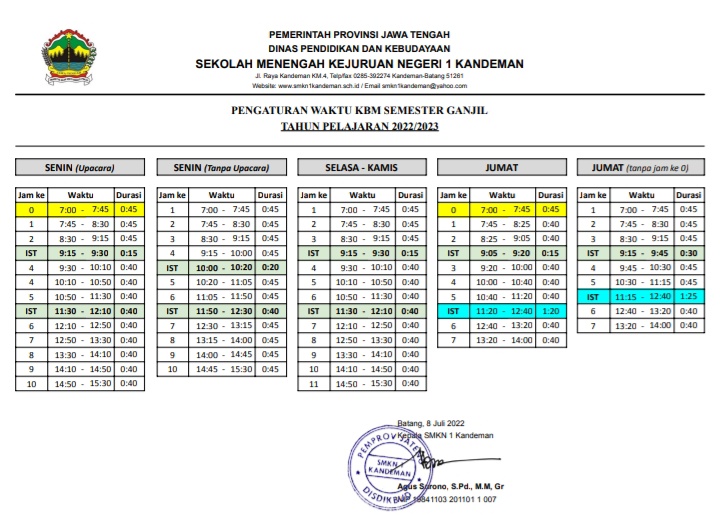 PEMERINTAH PROVINSI JAWA TENGAH
DINAS PENDIDIKAN DAN KEBUDAYAAN
SEKOLAH MENENGAH KEJURUAN NEGERI 1 KANDEMAN
Jl. Raya Kandeman KM.4, Telp/fax 0285-392274 Kandeman-Batang 51261
Website: www.smkn1kandeman.sch.id / Email smkn1kandeman@yahoo.com
PENGATURAN WAKTU KBM SEMESTER GANJIL
TAHUN PELAJARAN 2022/2023
SENIN (Upacara)
Jam ke Waktu Durasi
0 7:00 - 7:45 0:45
1 7:45 - 8:30 0:45
2 8:30 - 9:15 0:45
IST 9:15 - 9:30 0:15
4 9:30 - 10:10 0:40
4 10:10 - 10:50 0:40
5 10:50 - 11:30 0:40
IST 11:30 - 12:10 0:40
6 12:10 - 12:50 0:40
7 12:50 - 13:30 0:40
8 13:30 - 14:10 0:40
9 14:10 - 14:50 0:40
10 14:50 - 15:30 0:40
SENIN (Tanpa Upacara)
Jam ke Waktu Durasi
1 7:00 - 7:45 0:45
2 7:45 - 8:30 0:45
3 8:30 - 9:15 0:45
4 9:15 - 10:00 0:45
IST 10:00 - 10:20 0:20
5 10:20 - 11:05 0:45
6 11:05 - 11:50 0:45
IST 11:50 - 12:30 0:40
7 12:30 - 13:15 0:45
8 13:15 - 14:00 0:45
9 14:00 - 14:45 0:45
10 14:45 - 15:30 0:45
SELASA - KAMIS
Jam ke Waktu Durasi
1 7:00 - 7:45 0:45
2 7:45 - 8:30 0:45
3 8:30 - 9:15 0:45
IST 9:15 - 9:30 0:15
4 9:30 - 10:10 0:40
5 10:10 - 10:50 0:40
6 10:50 - 11:30 0:40
IST 11:30 - 12:10 0:40
7 12:10 - 12:50 0:40
8 12:50 - 13:30 0:40
9 13:30 - 14:10 0:40
10 14:10 - 14:50 0:40
11 14:50 - 15:30 0:40
JUMAT
Jam ke Waktu Durasi
0 7:00 - 7:45 0:45
1 7:45 - 8:25 0:40
2 8:25 - 9:05 0:40
IST 9:05 - 9:20 0:15
3 9:20 - 10:00 0:40
4 10:00 - 10:40 0:40
5 10:40 - 11:20 0:40
IST 11:20 - 12:40 1:20
6 12:40 - 13:20 0:40
7 13:20 - 14:00 0:40
JUMAT (tanpa jam ke 0)
Jam ke Waktu Durasi
1 7:00 - 7:45 0:45
2 7:45 - 8:30 0:45
3 8:30 - 9:15 0:45
IST 9:15 - 9:45 0:30
4 9:45 - 10:30 0:45
5 10:30 - 11:15 0:45
IST 11:15 - 12:40 1:25
6 12:40 - 13:20 0:40
7 13:20 - 14:00 0:40
Batang, 8 Juli 2022
Kepala SMKN 1 Kandeman
PEMPROV JATENG
SMKN 1
KANDEMAN
DISDIKBUD
Agus Surono, S.Pd., M.M, Gr
NIP 19841103 201101 1 007